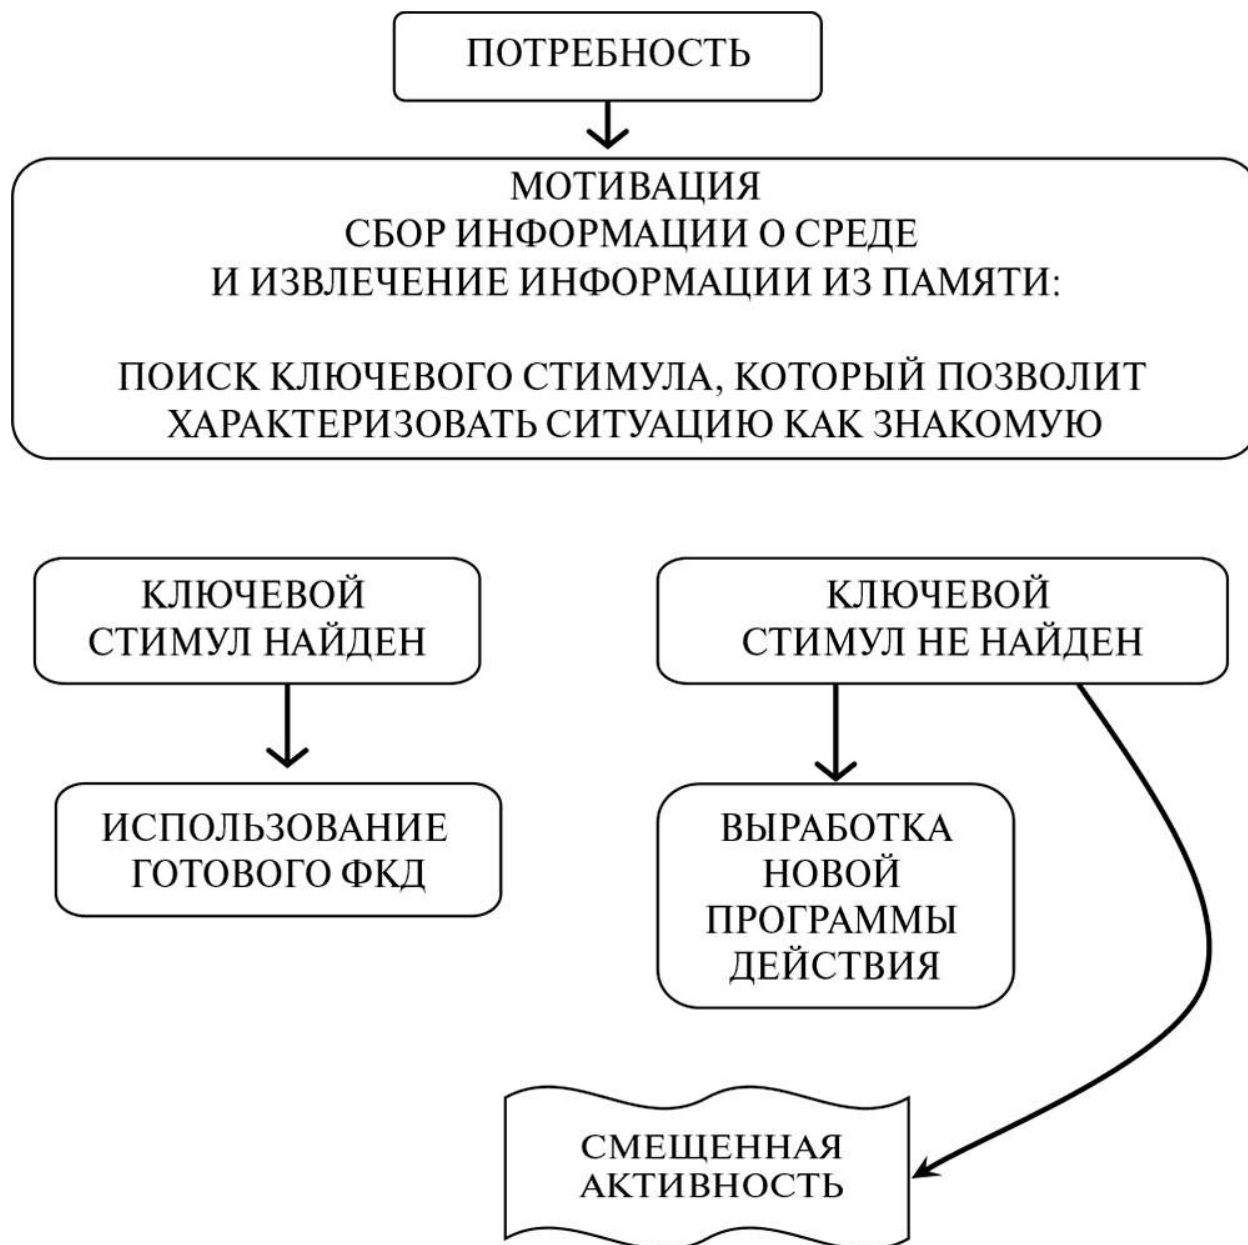 ПОТРЕБНОСТЬ
МОТИВАЦИЯ
СБОР ИНФОРМАЦИИ О СРЕДЕ
И ИЗВЛЕЧЕНИЕ ИНФОРМАЦИИ ИЗ ПАМЯТИ:
ПОИСК КЛЮЧЕВОГО СТИМУЛА, КОТОРЫЙ ПОЗВОЛИТ
ХАРАКТЕРИЗОВАТЬ СИТУАЦИЮ КАК ЗНАКОМУЮ
КЛЮЧЕВОЙ
СТИМУЛ НАЙДЕН
КЛЮЧЕВОЙ
СТИМУЛ НЕ НАЙДЕН
ИСПОЛЬЗОВАНИЕ
ГОТОВОГО ФКД
ВЫРАБОТКА
НОВОЙ
ПРОГРАММЫ
ДЕЙСТВИЯ
СМЕЩЕННАЯ
АКТИВНОСТЬ